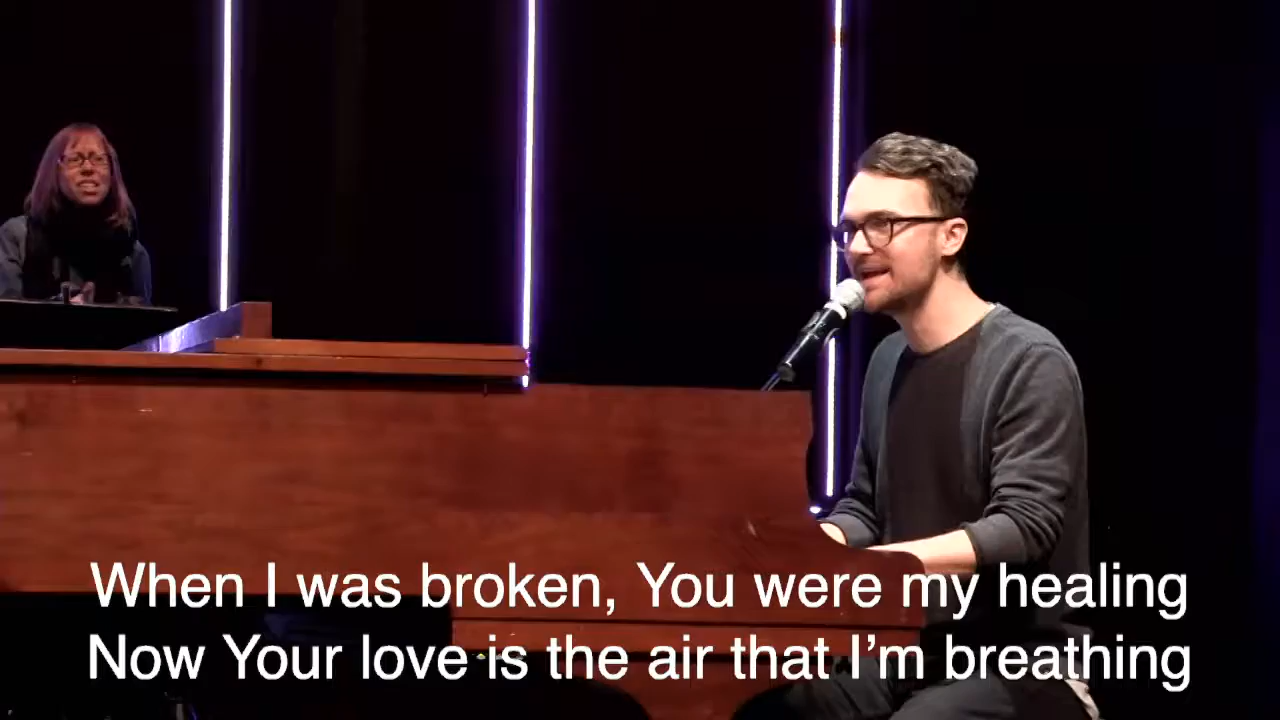 When I was broken, You were my healing
Now Your love is the air that I’m breathing